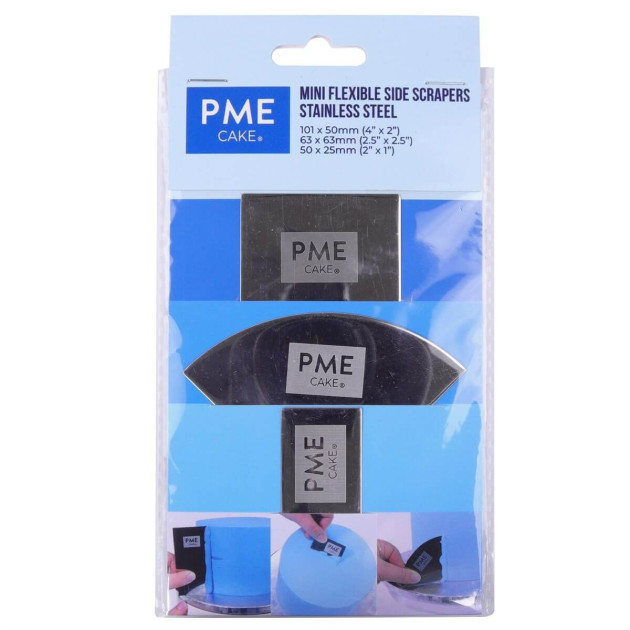 PME
CAKE®
MINI FLEXIBLE SIDE SCRAPERS
STAINLESS STEEL
101 x 50mm (4” x 2”)
63 x 63mm (2.5” x 2.5”)
50 x 25mm (2” x 1”)
PME
CAKE®
PME
CAKE®
PME
CAKE®
PME